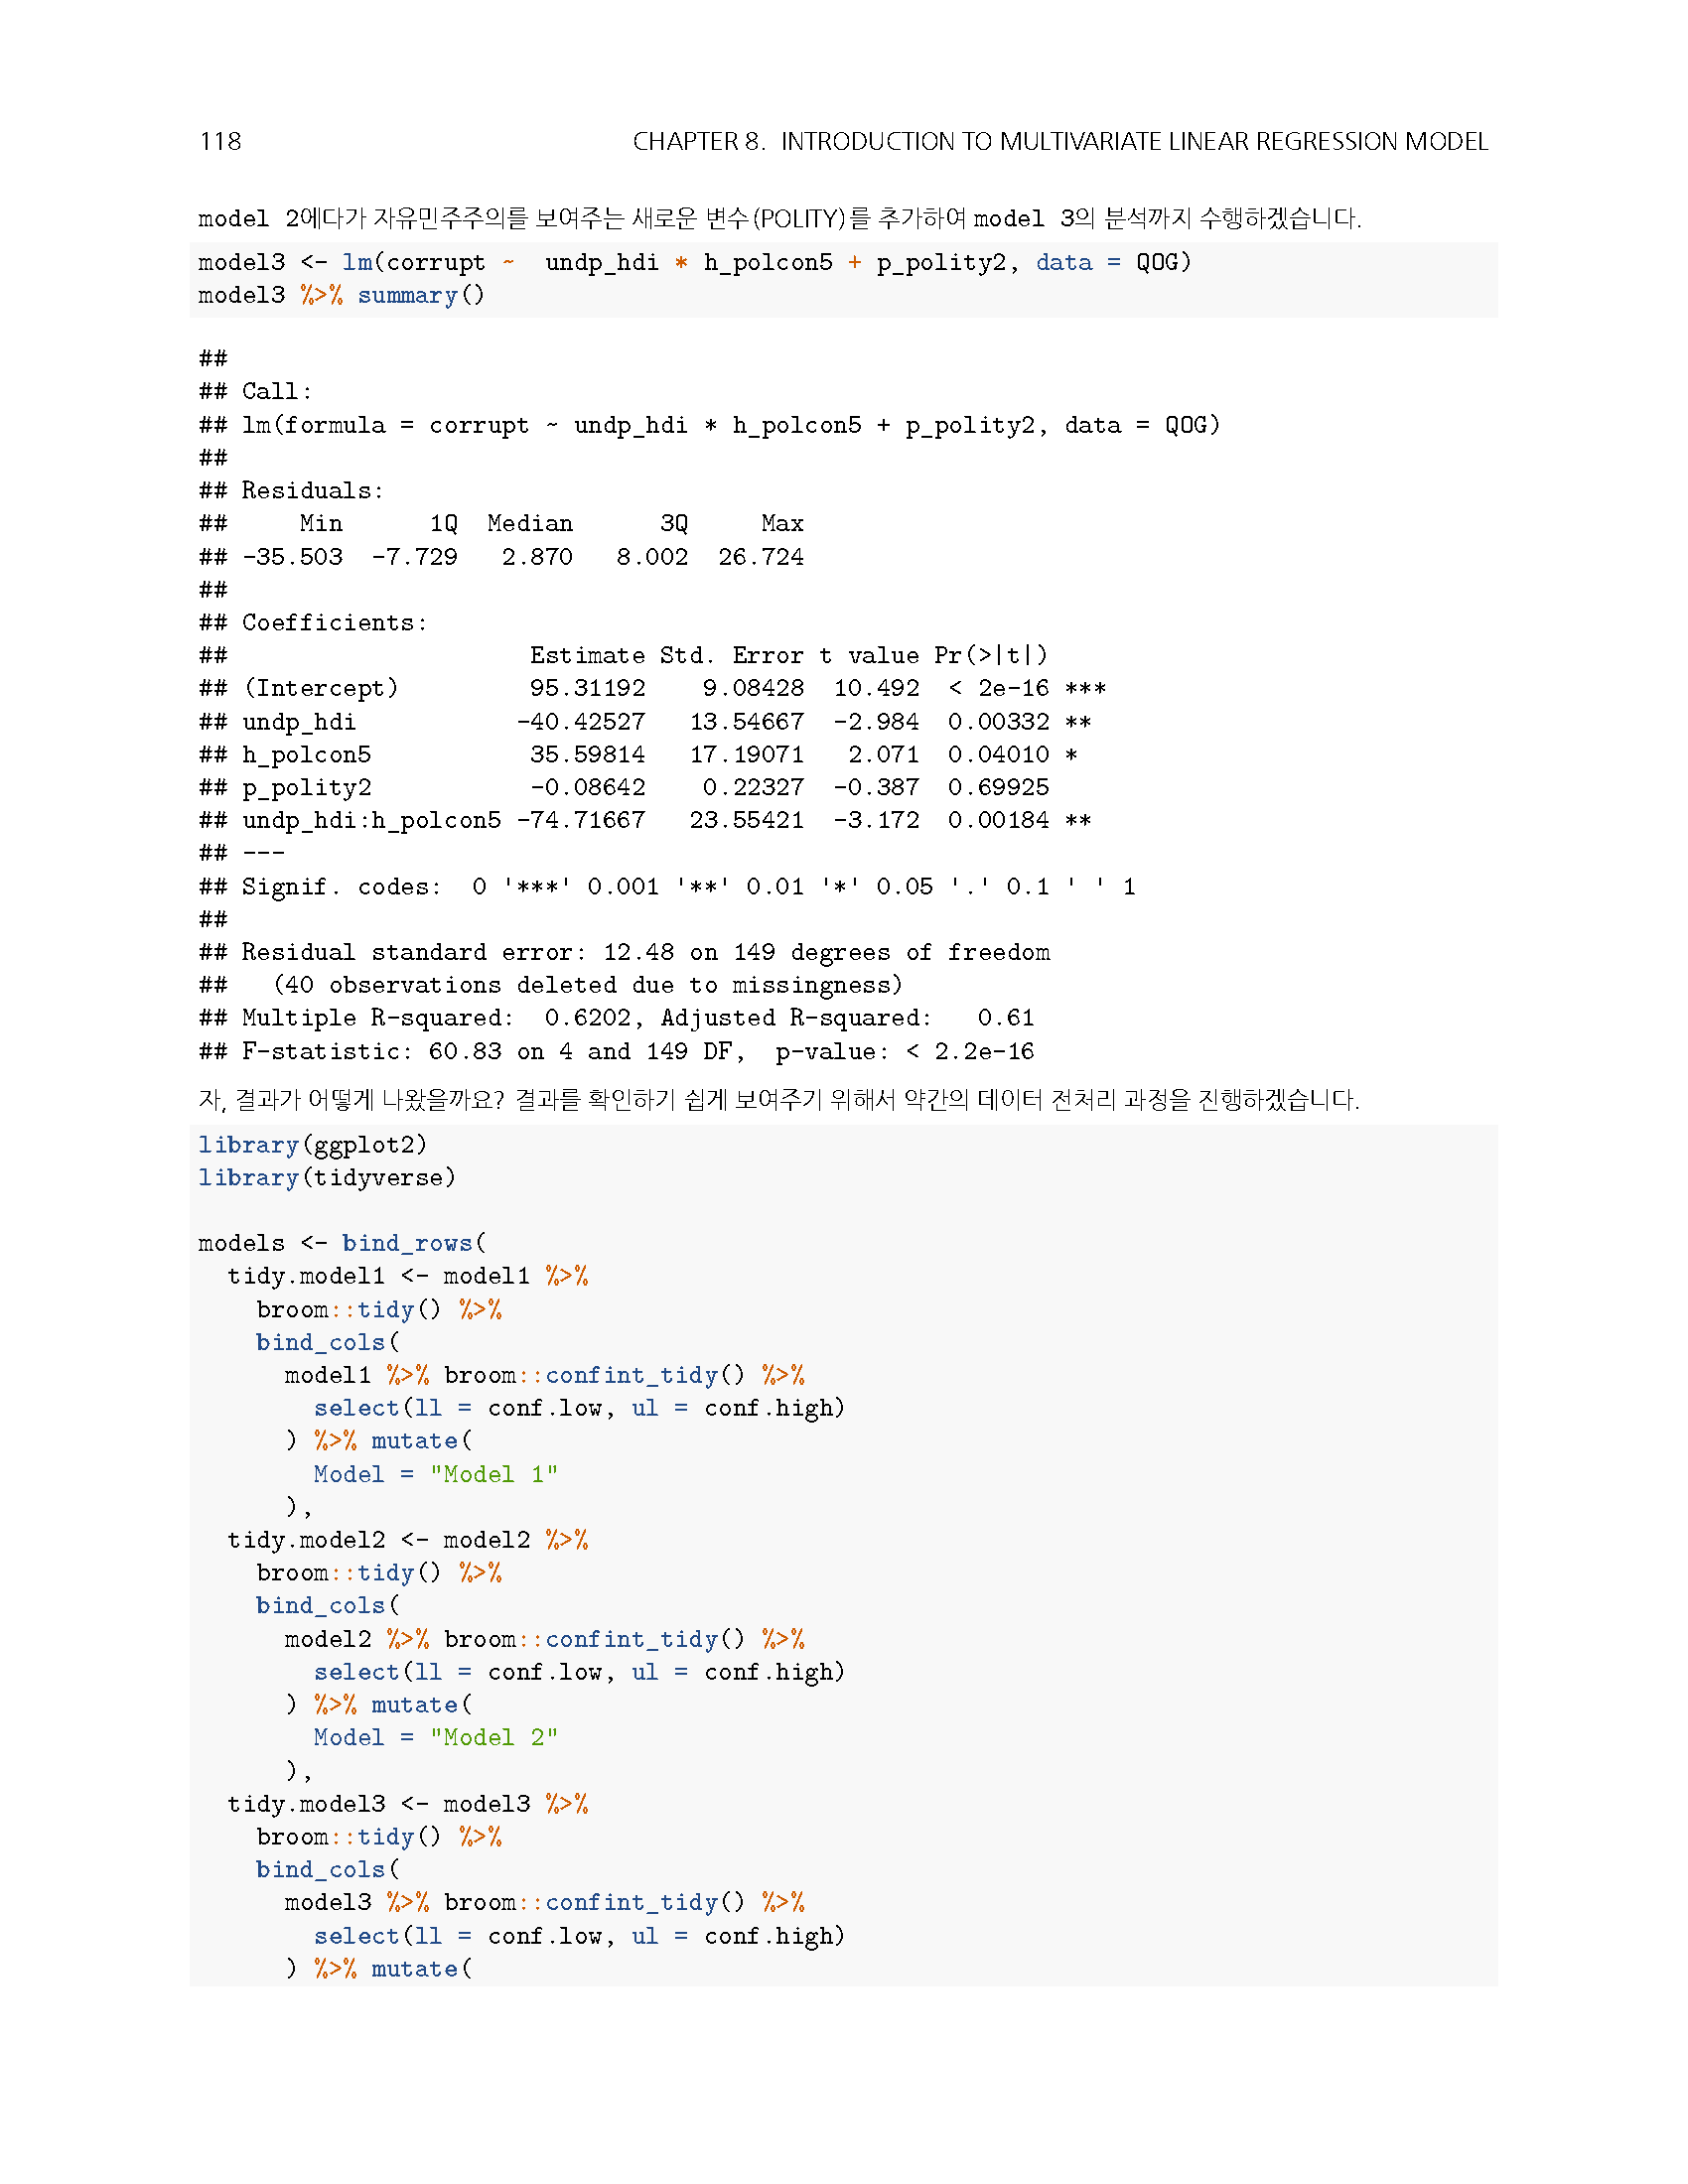 118 CHAPTER 8. INTRODUCTION TO MULTIVARIATE LINEAR REGRESSION MODEL
model 2에다가 자유민주주의를 보여주는 새로운 변수(POLITY)를 추가하여 model 3의 분석까지 수행하겠습니다.
model3 <- lm(corrupt ~  undp_hdi * h_polcon5 + p_polity2, data = QOG)
model3 %>% summary()
##
## Call:
## lm(formula = corrupt ~ undp_hdi * h_polcon5 + p_polity2, data = QOG)
##
## Residuals:
##     Min      1Q  Median      3Q     Max
## -35.503  -7.729   2.870   8.002  26.724
##
## Coefficients:
##                     Estimate Std. Error t value Pr(>|t|)
## (Intercept)         95.31192    9.08428  10.492  < 2e-16 ***
## undp_hdi           -40.42527   13.54667  -2.984  0.00332 **
## h_polcon5           35.59814   17.19071   2.071  0.04010 *
## p_polity2           -0.08642    0.22327  -0.387  0.69925
## undp_hdi:h_polcon5 -74.71667   23.55421  -3.172  0.00184 **
## ---
## Signif. codes:  0 '***' 0.001 '**' 0.01 '*' 0.05 '.' 0.1 ' ' 1
##
## Residual standard error: 12.48 on 149 degrees of freedom
##   (40 observations deleted due to missingness)
## Multiple R-squared:  0.6202, Adjusted R-squared:   0.61
## F-statistic: 60.83 on 4 and 149 DF,  p-value: < 2.2e-16
자, 결과가 어떻게 나왔을까요? 결과를 확인하기 쉽게 보여주기 위해서 약간의 데이터 전처리 과정을 진행하겠습니다.
library(ggplot2)
library(tidyverse)
models <- bind_rows(
  tidy.model1 <- model1 %>%
    broom::tidy() %>%
    bind_cols(
      model1 %>% broom::confint_tidy() %>%
        select(ll = conf.low, ul = conf.high)
      ) %>% mutate(
        Model = "Model 1"
      ),
  tidy.model2 <- model2 %>%
    broom::tidy() %>%
    bind_cols(
      model2 %>% broom::confint_tidy() %>%
        select(ll = conf.low, ul = conf.high)
      ) %>% mutate(
        Model = "Model 2"
      ),
  tidy.model3 <- model3 %>%
    broom::tidy() %>%
    bind_cols(
      model3 %>% broom::confint_tidy() %>%
        select(ll = conf.low, ul = conf.high)
      ) %>% mutate(